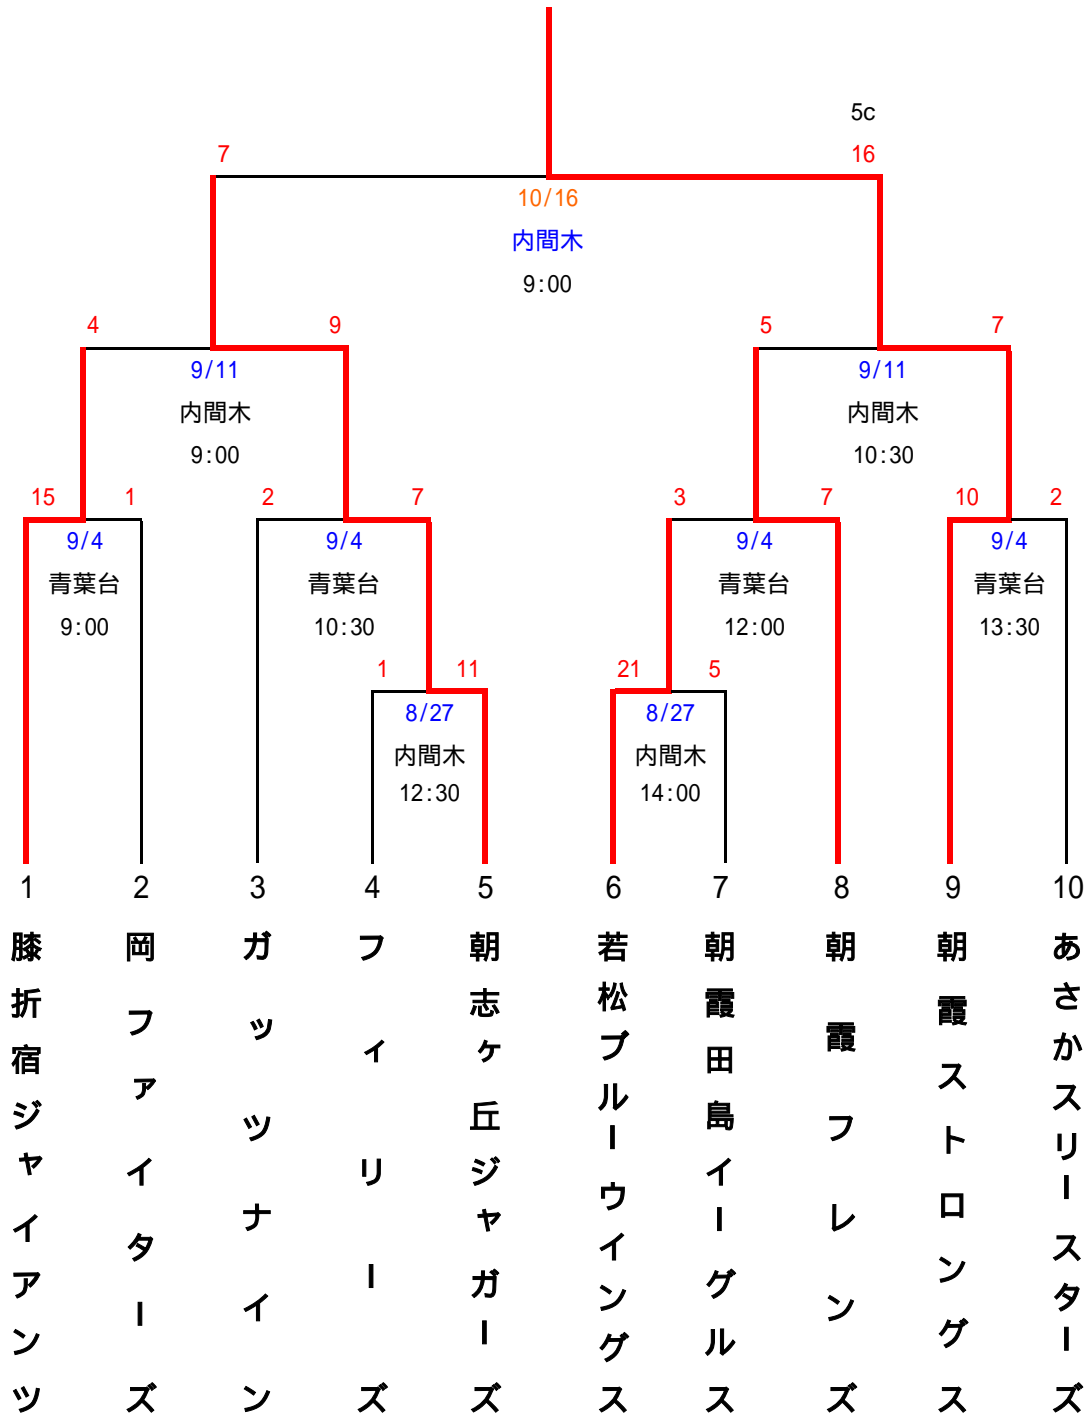 5c
7 16
10/16
内間木
9:00
4 9 5 7
9/11 9/11
内間木 内間木
9:00 10:30
15 1 2 7 3 7 10 2
9/4 9/4 9/4 9/4
青葉台 青葉台 青葉台 青葉台
9:00 10:30 12:00 13:30
1 11 21 5
8/27 8/27
内間木 内間木
12:30 14:00
1 2 3 4 5 6 7 8 9 10
膝折宿ジャイアンツ
岡ファイターズ
ガッツナイン
フィリーズ
朝志ヶ丘ジャガーズ
若松ブルーウイングス
朝霞田島イーグルス
朝霞フレンズ
朝霞ストロングス
あさかスリースターズ